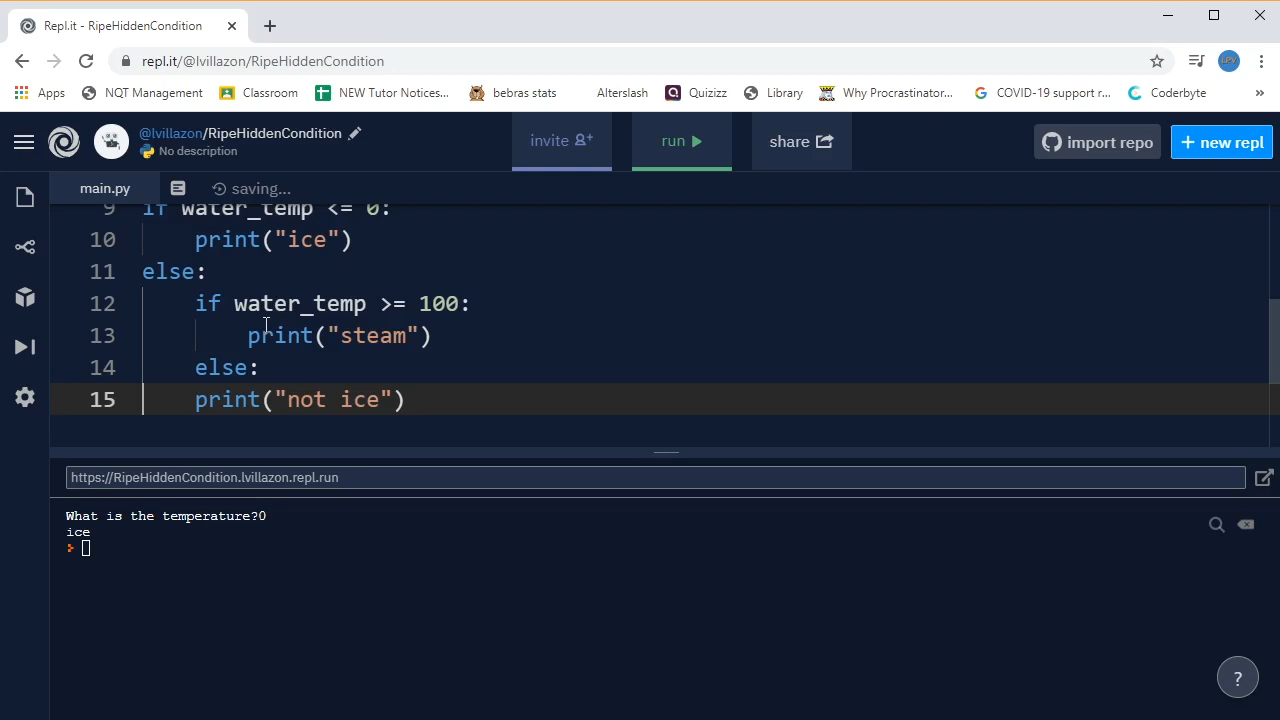 Repl.it - RipeHiddenCondition
repl.it/@lvillazon/RipeHiddenCondition
Apps NQT Management Classroom NEW Tutor Notices... bebras stats Alterslash Quizizz Library Why Procrastinator... COVID-19 support r... Coderbyte »
@lvillazon/RipeHiddenCondition
No description
invite run share import repo + new repl
main.py saving...
9 if water_temp <= 0:
10 print("ice")
11 else:
12 if water_temp >= 100:
13 print("steam")
14 else:
15 print("not ice")
https://RipeHiddenCondition.lvillazon.repl.run
What is the temperature?0
ice
?